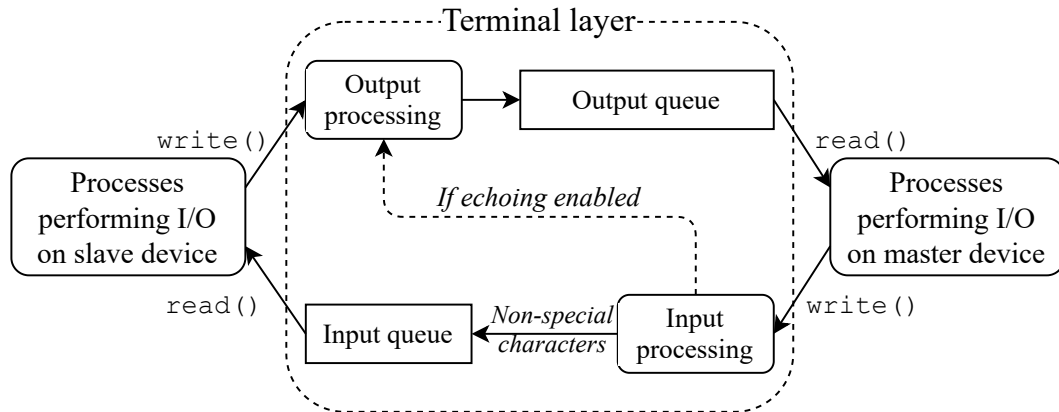 Terminal layer
Output
processing
Output queue
write()
read()
Processes
performing I/O
on slave device
If echoing enabled
Processes
performing I/O
on master device
read()
Input queue
Non-special
characters
Input
processing
write()